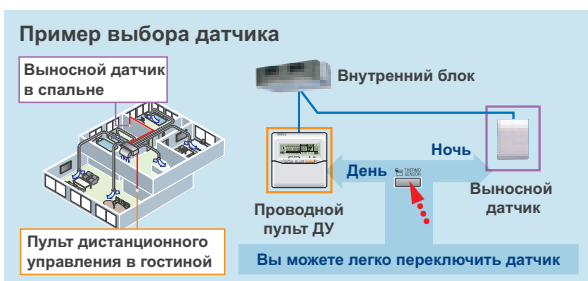 Пример выбора датчика
Выносной датчик
в спальне
Внутренний блок
День
Ночь
Проводной
пульт ДУ
Выносной
датчик
Пульт дистанционного
управления в гостиной
Вы можете легко переключить датчик